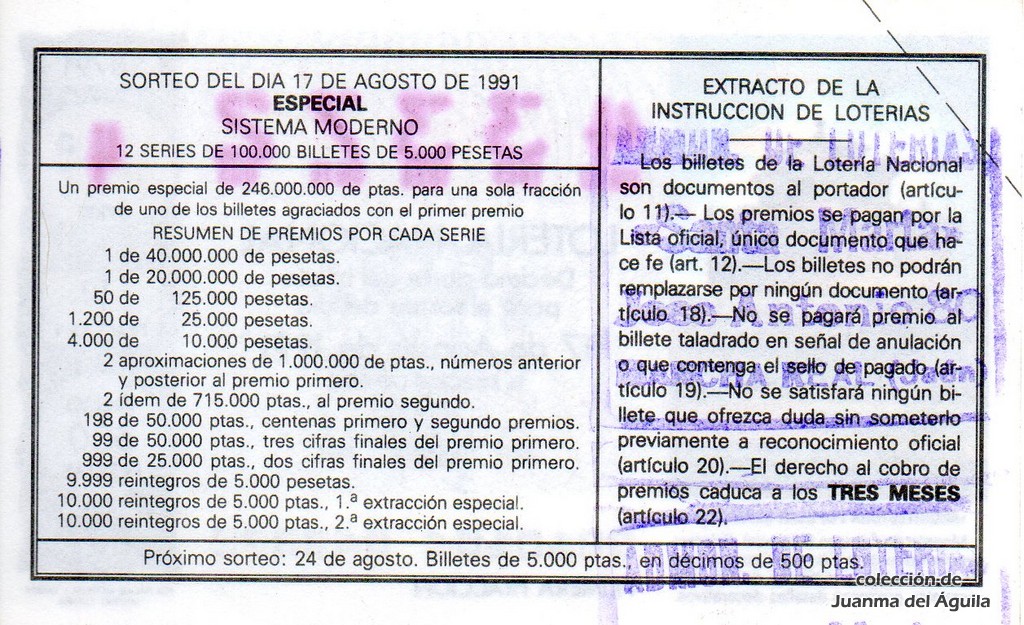 SORTEO DEL DIA 17 DE AGOSTO DE 1991
ESPECIAL
SISTEMA MODERNO
12 SERIES DE 100.000 BILLETES DE 5.000 PESETAS
Un premio especial de 246.000.000 de ptas. para una sola fracción
de uno de los billetes agraciados con el primer premio
RESUMEN DE PREMIOS POR CADA SERIE
1 de 40.000.000 de pesetas.
1 de 20.000.000 de pesetas.
50 de 125.000 pesetas.
1.200 de 25.000 pesetas.
4.000 de 10.000 pesetas.
2 aproximaciones de 1.000.000 de ptas., números anterior
y posterior al premio primero.
2 ídem de 715.000 ptas., al premio segundo.
198 de 50.000 ptas., centenas primero y segundo premios.
99 de 50.000 ptas., tres cifras finales del premio primero.
999 de 25.000 ptas., dos cifras finales del premio primero.
9.999 reintegros de 5.000 pesetas.
10.000 reintegros de 5.000 ptas., 1.ª extracción especial.
10.000 reintegros de 5.000 ptas., 2.ª extracción especial.
EXTRACTO DE LA
INSTRUCCION DE LOTERIAS
Los billetes de la Lotería Nacional
son documentos al portador (artícu-
lo 11).— Los premios se pagan por la
Lista oficial, único documento que ha-
ce fe (art. 12).—Los billetes no podrán
remplazarse por ningún documento (ar-
tículo 18).—No se pagará premio al
billete taladrado en señal de anulación
o que contenga el sello de pagado (ar-
tículo 19).—No se satisfará ningún bi-
llete que ofrezca duda sin someterlo
previamente a reconocimiento oficial
(artículo 20).—El derecho al cobro de
premios caduca a los TRES MESES
(artículo 22).
ADMON. DE LOTERIAS
Jose Antonio
MANCHA REAL (Jaén)
ADMON. DE LOTERIAS
Próximo sorteo: 24 de agosto. Billetes de 5.000 ptas., en décimos de 500 ptas.
colección de
Juanma del Águila